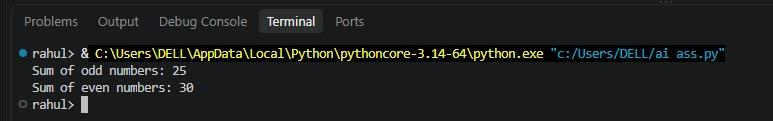 Problems Output Debug Console Terminal Ports
rahul> & C:\Users\DELL\AppData\Local\Python\pythoncore-3.14-64\python.exe "c:/Users/DELL/ai ass.py"
Sum of odd numbers: 25
Sum of even numbers: 30
rahul>